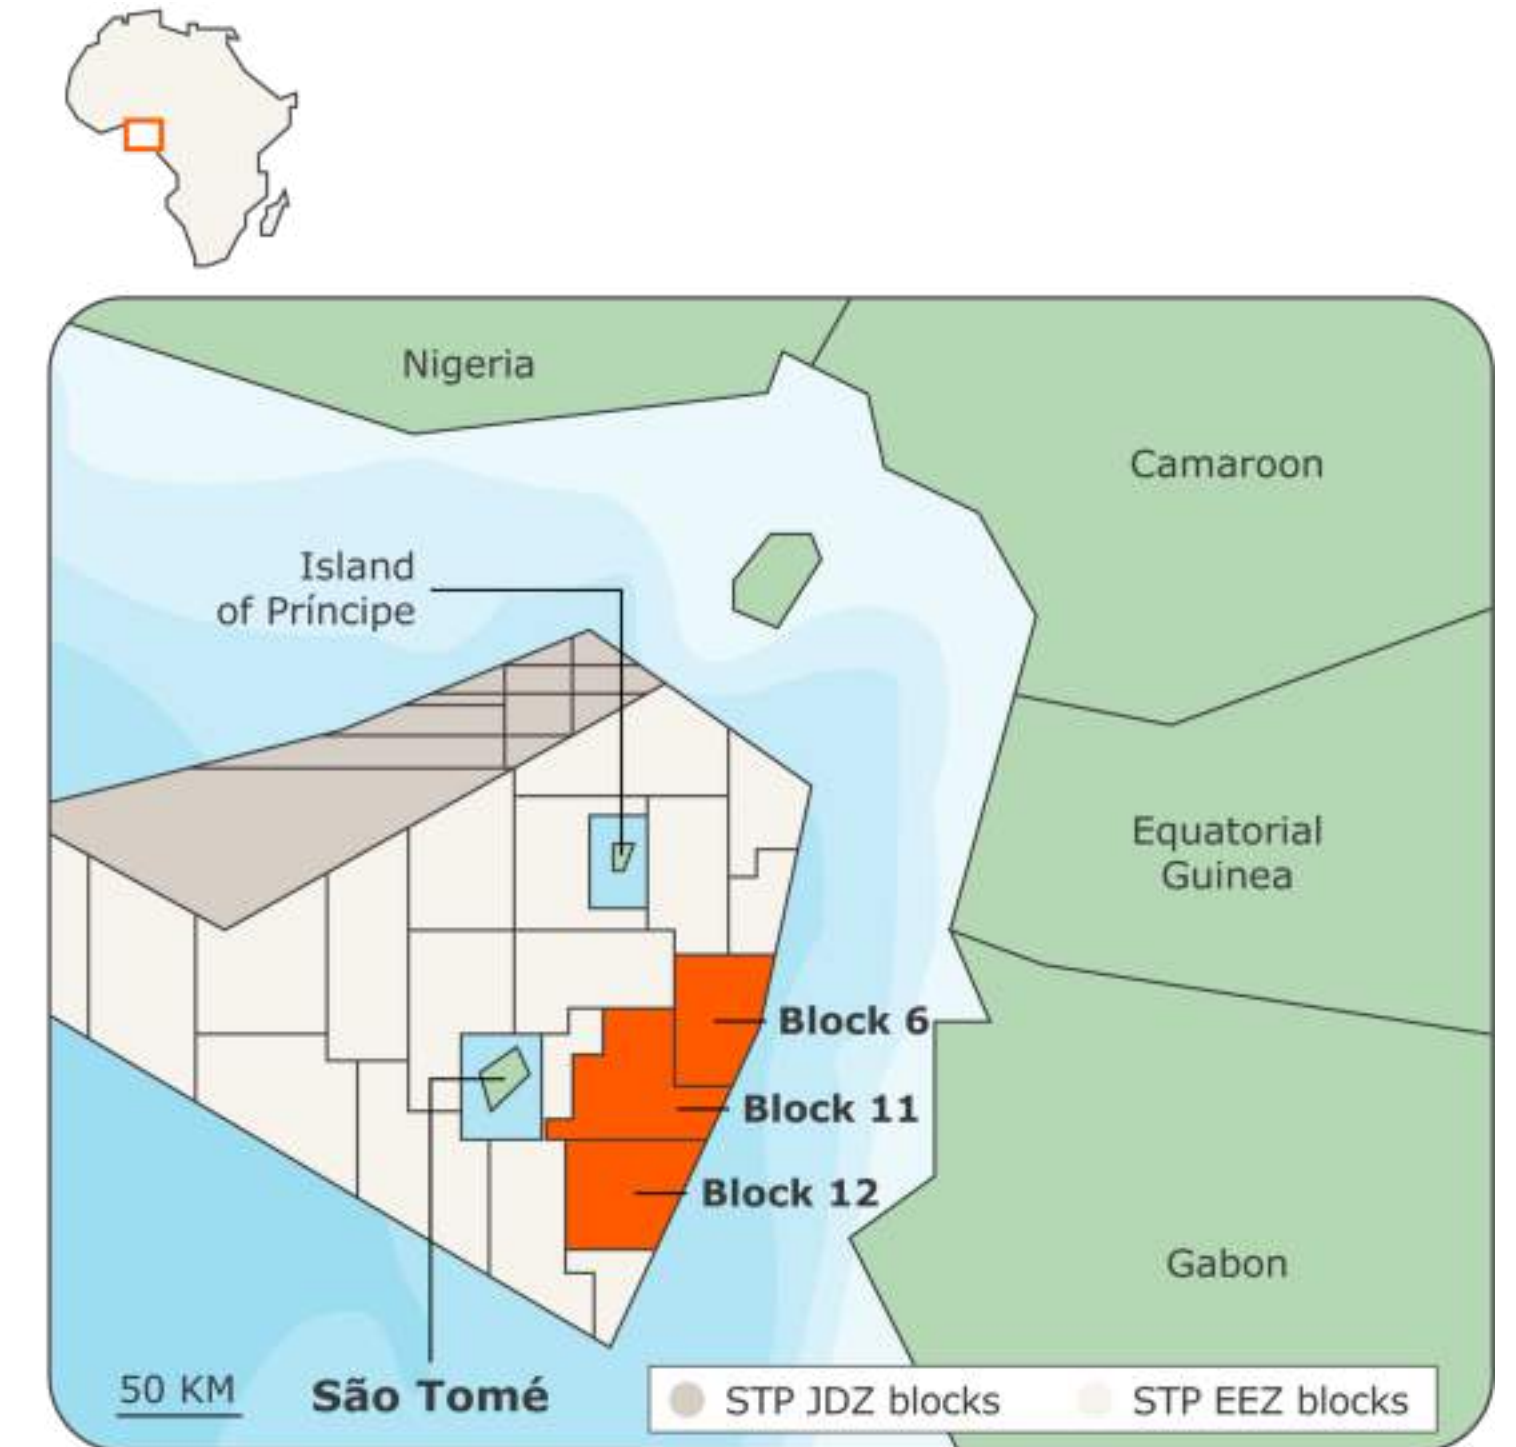 Nigeria
Camaroon
Island
of Príncipe
Equatorial
Guinea
Block 6
Block 11
Block 12
Gabon
50 KM
São Tomé
STP JDZ blocks
STP EEZ blocks